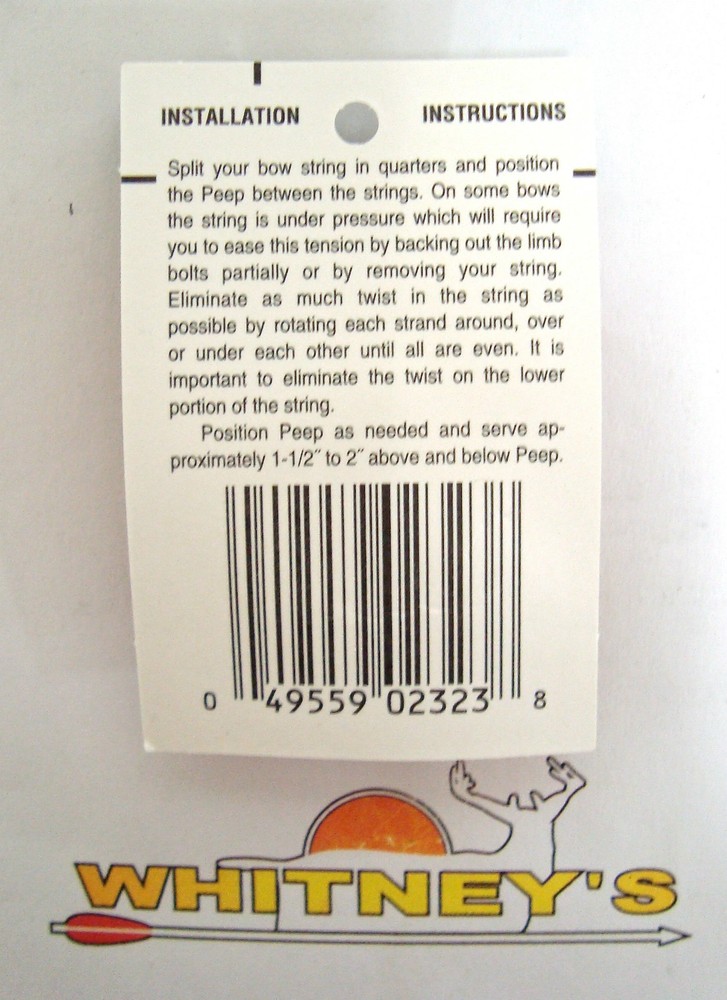 INSTALLATION INSTRUCTIONS
Split your bow string in quarters and position
the Peep between the strings. On some bows
the string is under pressure which will require
you to ease this tension by backing out the limb
bolts partially or by removing your string.
Eliminate as much twist in the string as
possible by rotating each strand around, over
or under each other until all are even. It is
important to eliminate the twist on the lower
portion of the string.
Position Peep as needed and serve ap-
proximately 1-1/2″ to 2″ above and below Peep.
0 49559 02323 8
WHITNEY'S